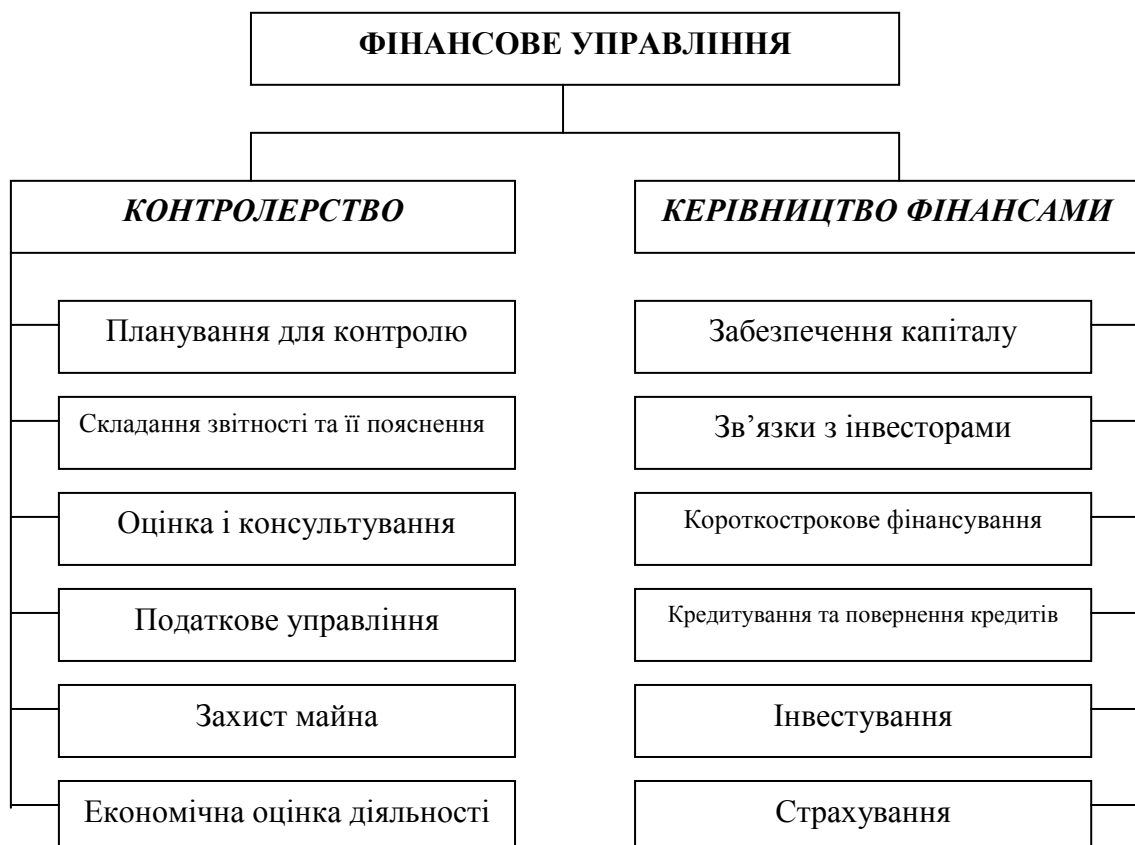 ФІНАНСОВЕ УПРАВЛІННЯ
КОНТРОЛЕРСТВО
Планування для контролю
Складання звітності та її пояснення
Оцінка і консультування
Податкове управління
Захист майна
Економічна оцінка діяльності
КЕРІВНИЦТВО ФІНАНСАМИ
Забезпечення капіталу
Зв’язки з інвесторами
Короткострокове фінансування
Кредитування та повернення кредитів
Інвестування
Страхування